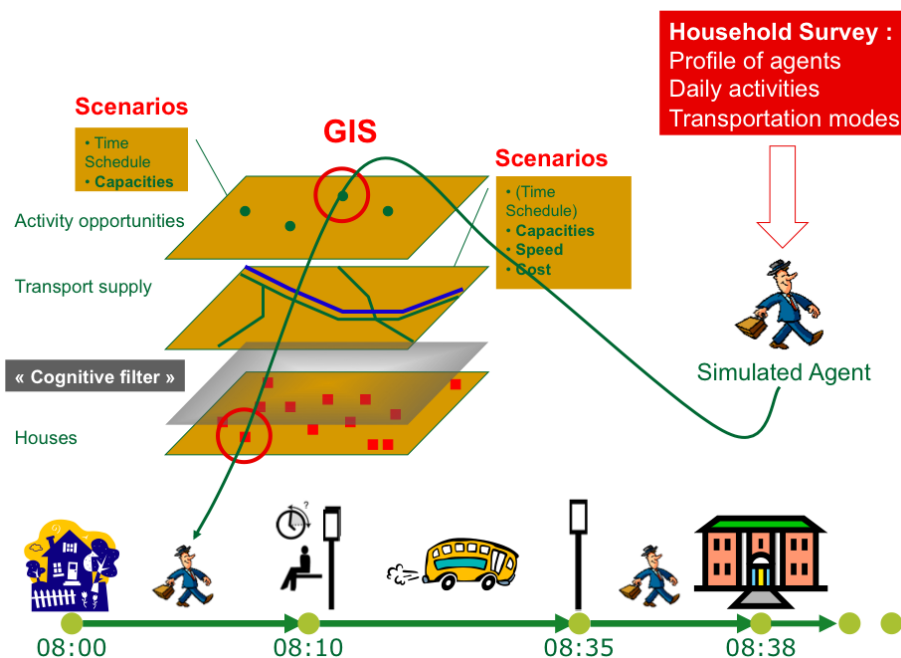 Household Survey :
Profile of agents
Daily activities
Transportation modes
Scenarios
• Time
Schedule
• Capacities
GIS
Scenarios
• (Time
Schedule)
• Capacities
• Speed
• Cost
Activity opportunities
Transport supply
« Cognitive filter »
Houses
Simulated Agent
?
08:00
08:10
08:35
08:38